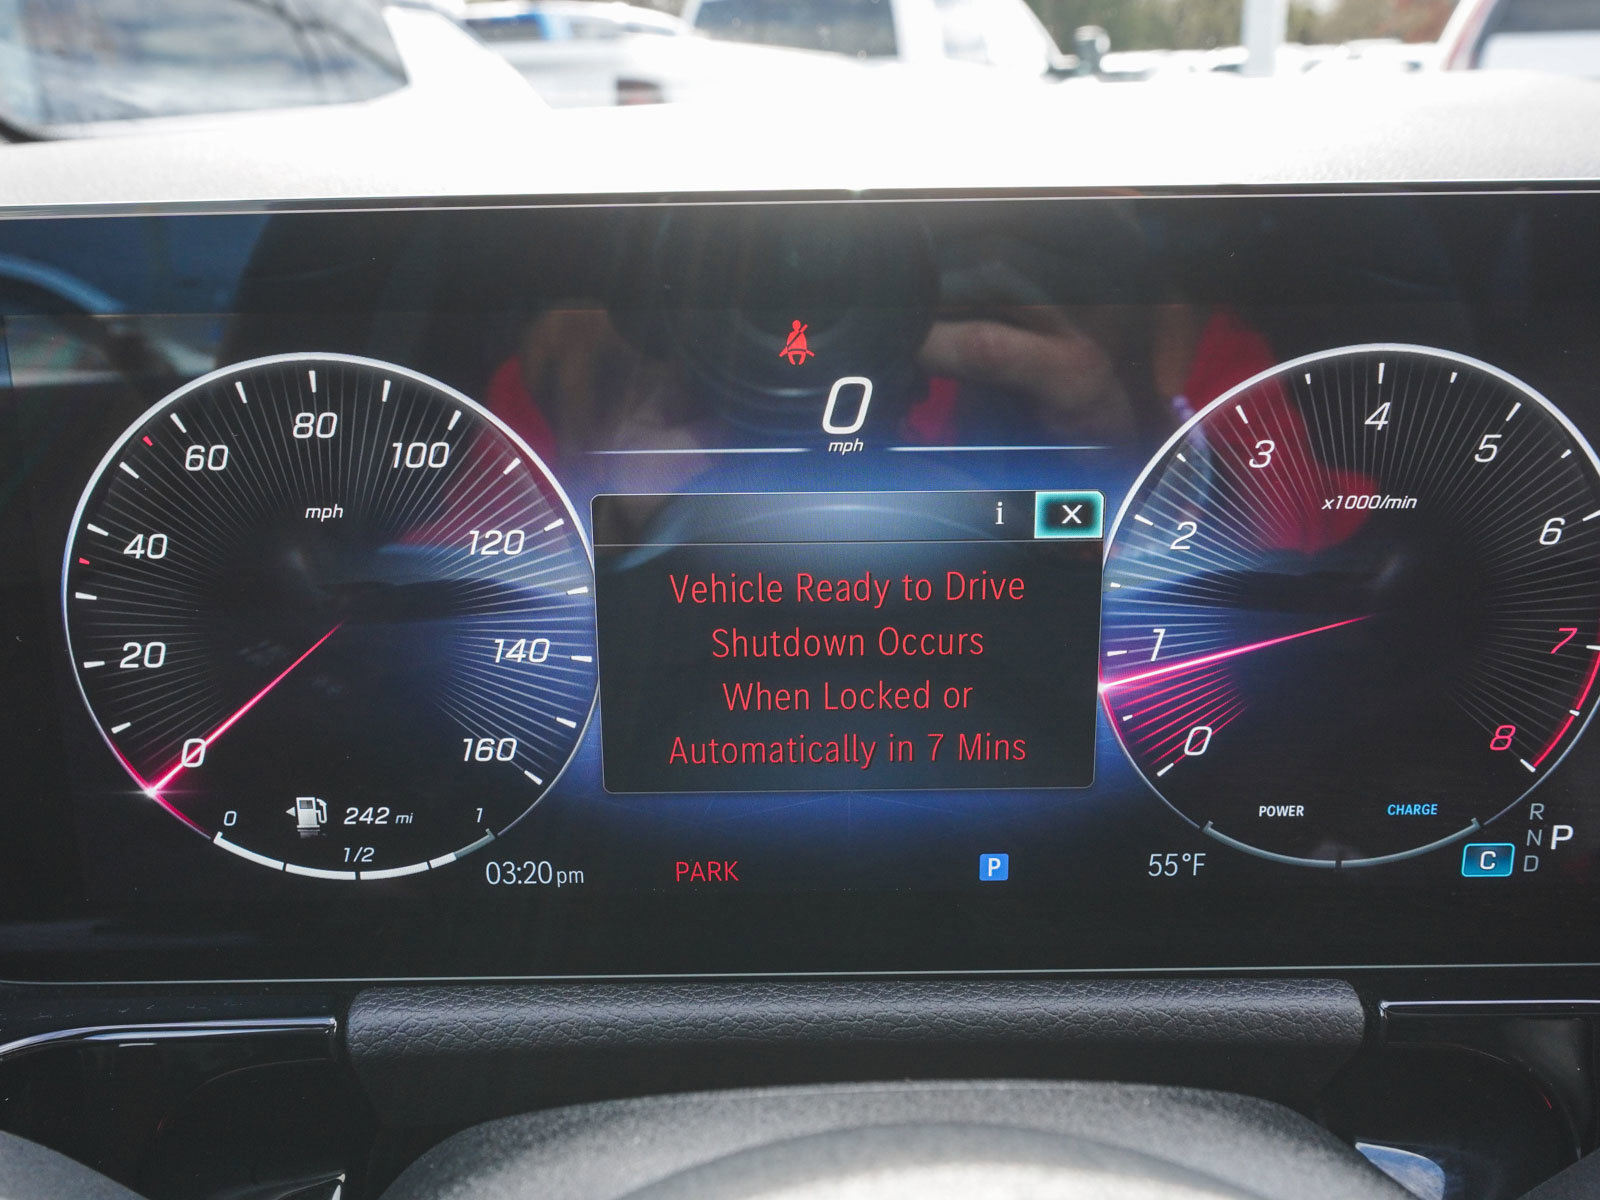 0
mph
i X
Vehicle Ready to Drive
Shutdown Occurs
When Locked or
Automatically in 7 Mins
0
20
40
60
80
100
120
140
160
mph
0 242 mi 1
1/2
03:20 pm
PARK
P
55°F
0
1
2
3
4
5
6
7
8
x1000/min
POWER CHARGE
R
N P
C D